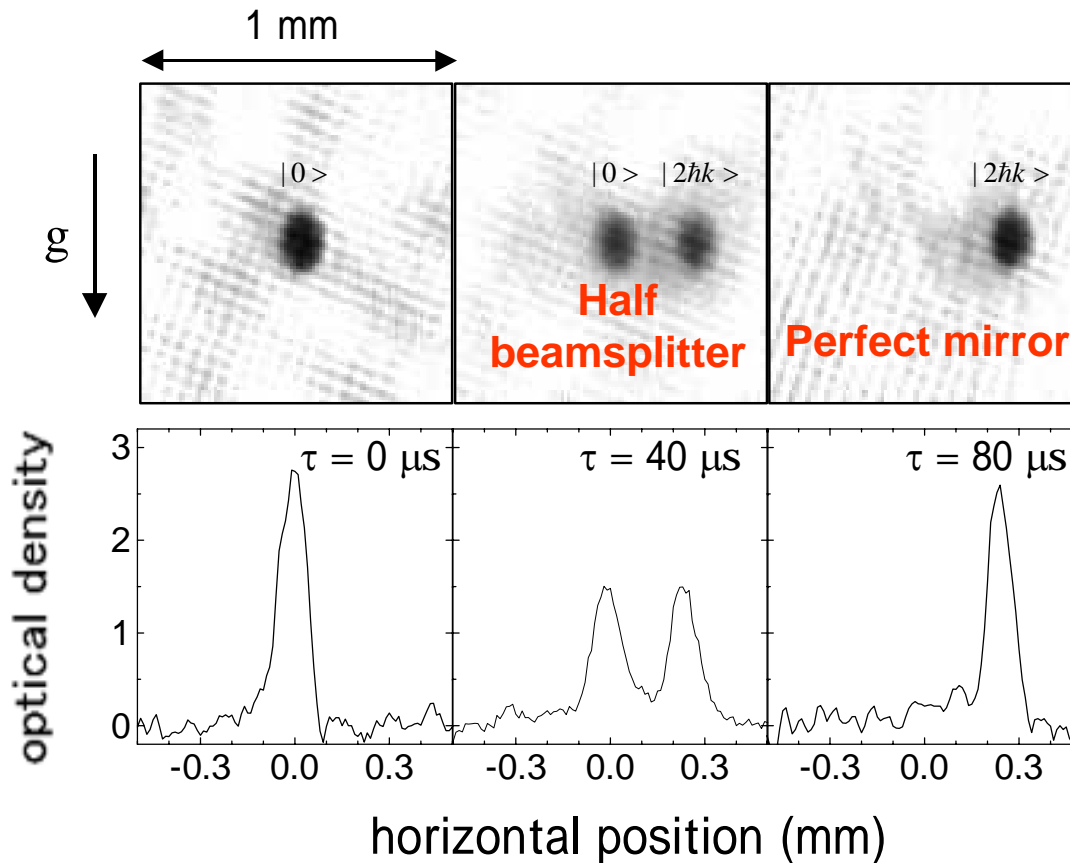 1 mm
g
| 0 >
| 0 > | 2ħk >
| 2ħk >
Half
beamsplitter
Perfect mirror
optical density
3
2
1
0
τ = 0 μs
τ = 40 μs
τ = 80 μs
-0.3 0.0 0.3 -0.3 0.0 0.3 -0.3 0.0 0.3
horizontal position (mm)